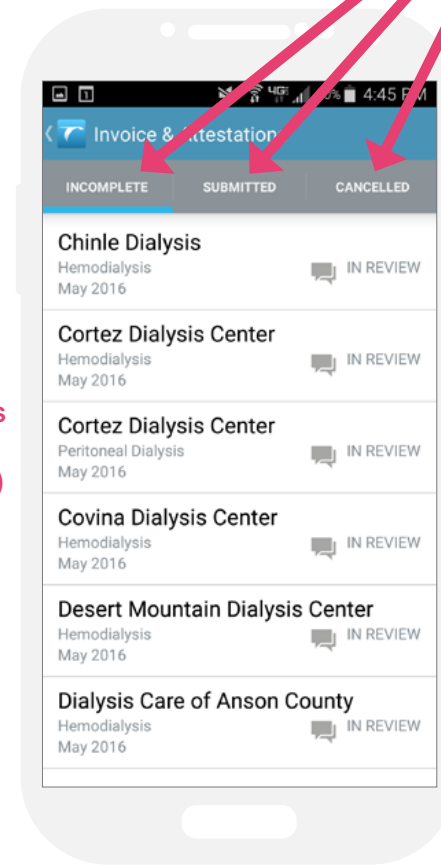 4G 4:45 PM
Invoice & Attestation
INCOMPLETE SUBMITTED CANCELLED
Chinle Dialysis
Hemodialysis
IN REVIEW
May 2016
Cortez Dialysis Center
Hemodialysis
IN REVIEW
May 2016
Cortez Dialysis Center
Peritoneal Dialysis
IN REVIEW
May 2016
Covina Dialysis Center
Hemodialysis
IN REVIEW
May 2016
Desert Mountain Dialysis Center
Hemodialysis
IN REVIEW
May 2016
Dialysis Care of Anson County
Hemodialysis
IN REVIEW
May 2016